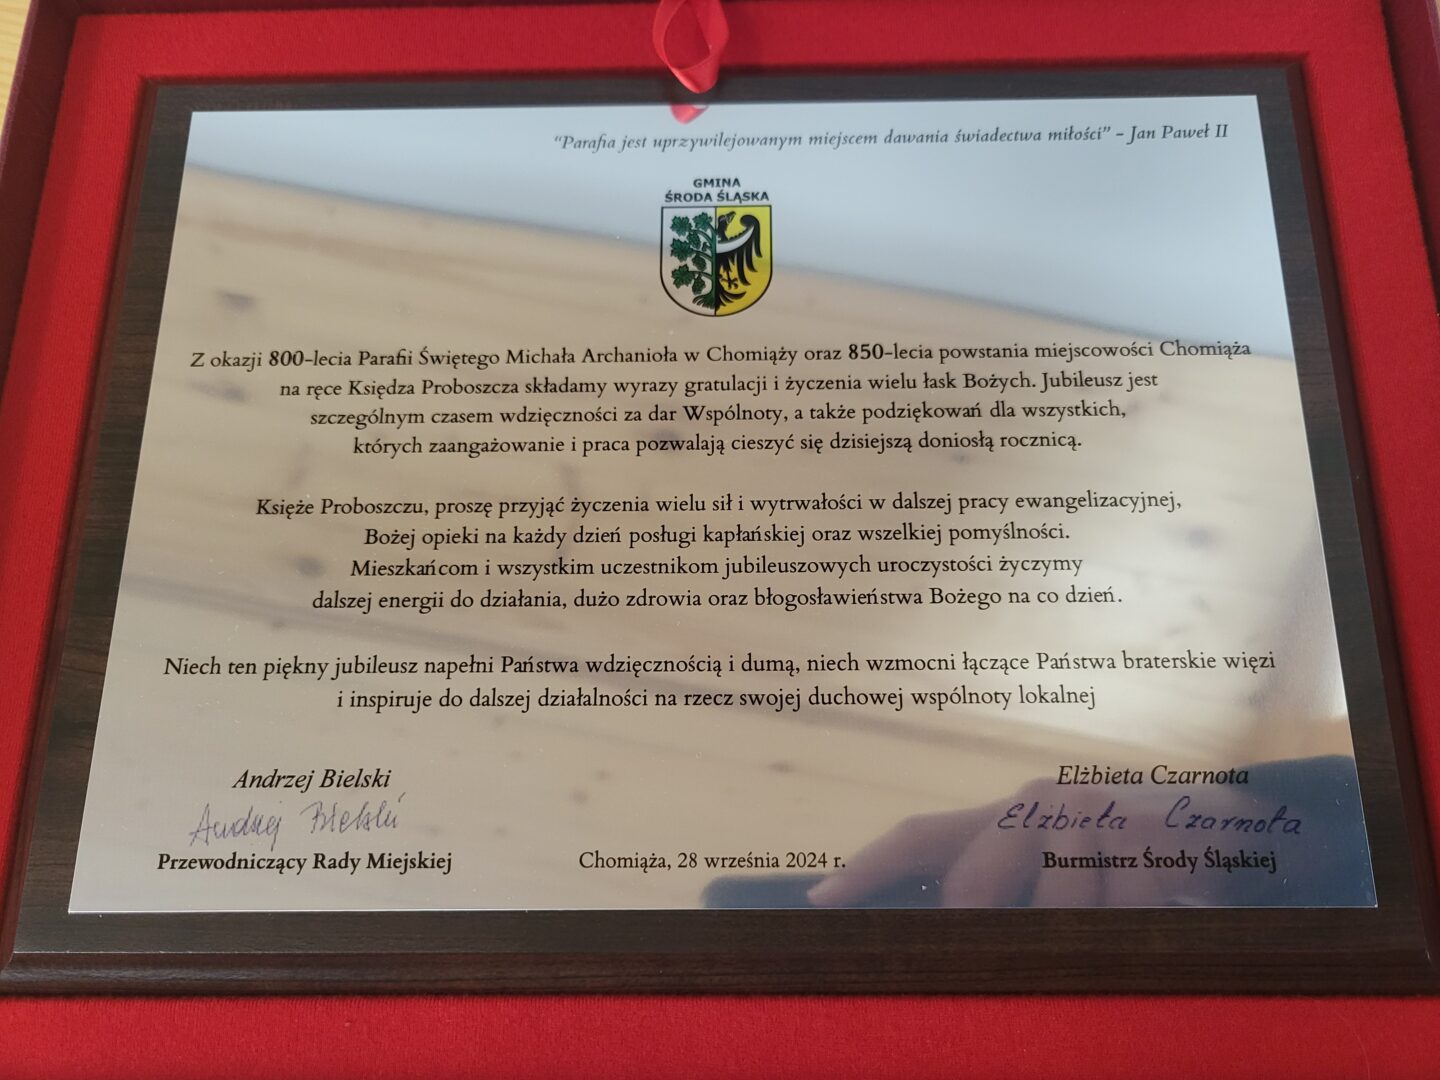 “Parafia jest uprzywilejowanym miejscem dawania świadectwa miłości” - Jan Paweł II
GMINA
ŚRODA ŚLĄSKA
Z okazji 800-lecia Parafii Świętego Michała Archanioła w Chomiąży oraz 850-lecia powstania miejscowości Chomiąża
na ręce Księdza Proboszcza składamy wyrazy gratulacji i życzenia wielu łask Bożych. Jubileusz jest
szczególnym czasem wdzięczności za dar Wspólnoty, a także podziękowań dla wszystkich,
których zaangażowanie i praca pozwalają cieszyć się dzisiejszą doniosłą rocznicą.
Księże Proboszczu, proszę przyjąć życzenia wielu sił i wytrwałości w dalszej pracy ewangelizacyjnej,
Bożej opieki na każdy dzień posługi kapłańskiej oraz wszelkiej pomyślności.
Mieszkańcom i wszystkim uczestnikom jubileuszowych uroczystości życzymy
dalszej energii do działania, dużo zdrowia oraz błogosławieństwa Bożego na co dzień.
Niech ten piękny jubileusz napełni Państwa wdzięcznością i dumą, niech wzmocni łączące Państwa braterskie więzi
i inspiruje do dalszej działalności na rzecz swojej duchowej wspólnoty lokalnej
Andrzej Bielski
Andrzej Bielski
Przewodniczący Rady Miejskiej
Chomiąża, 28 września 2024 r.
Elżbieta Czarnota
Elżbieta Czarnota
Burmistrz Środy Śląskiej